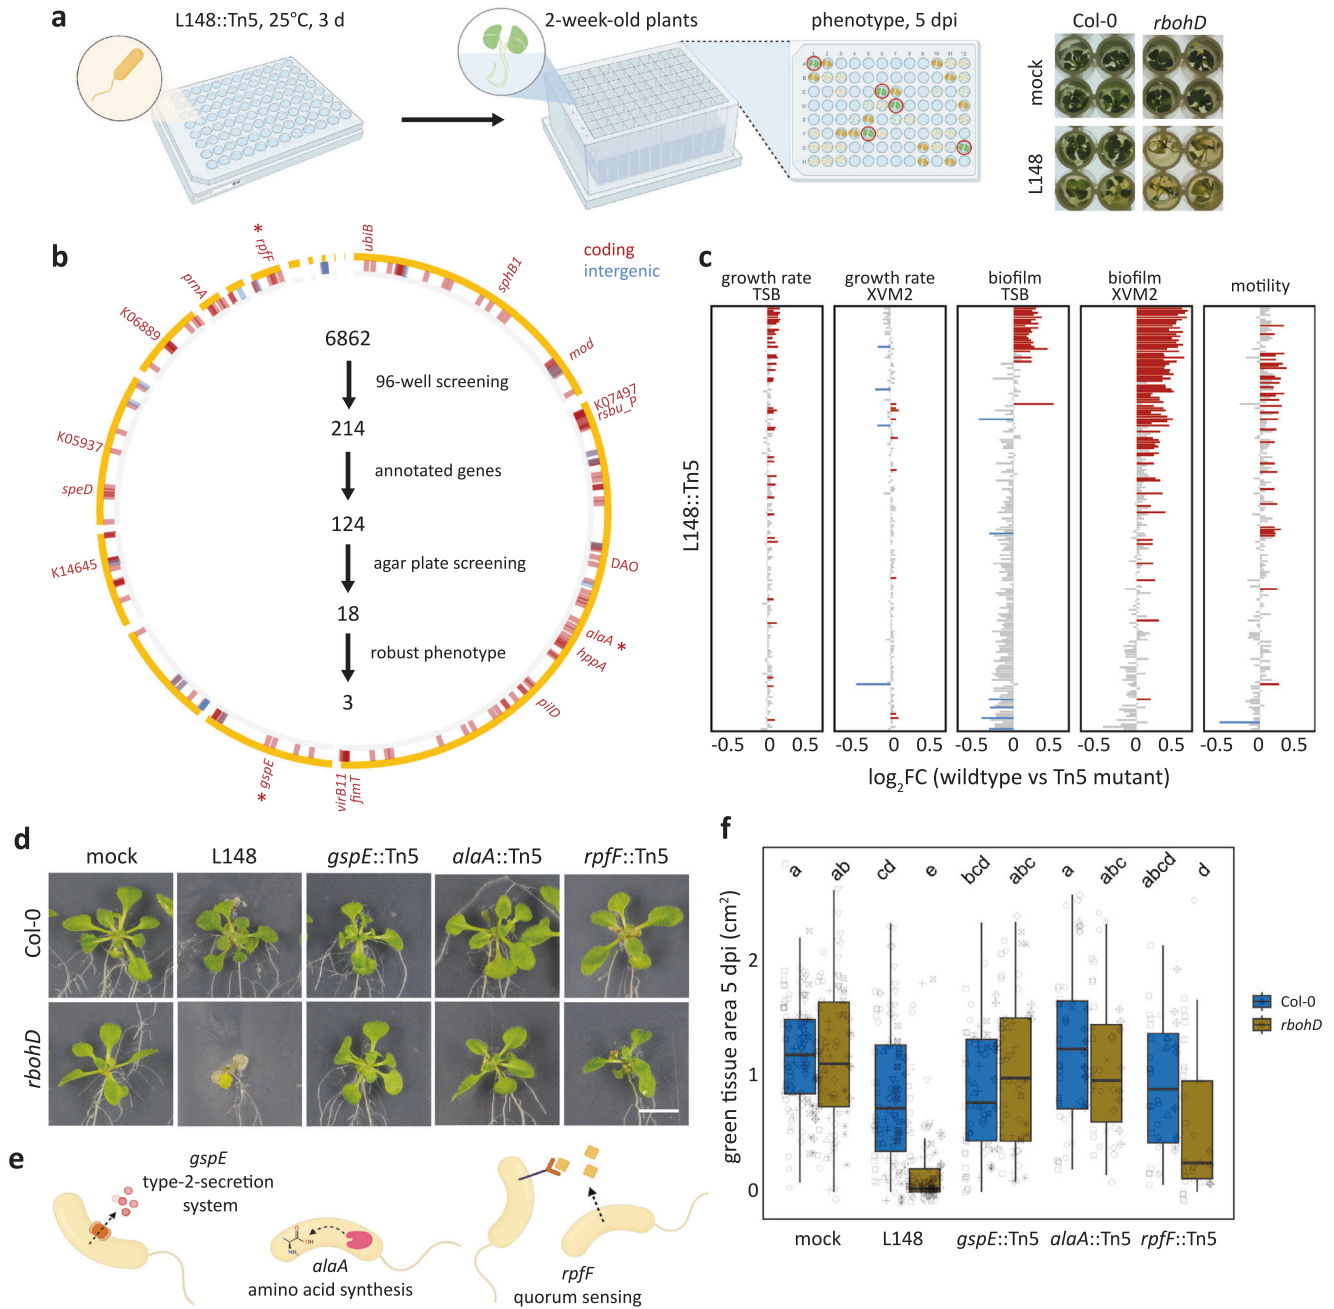 a
L148::Tn5, 25°C, 3 d
2-week-old plants
phenotype, 5 dpi
Col-0
rbohD
mock
L148
b
coding
intergenic
* rpfF
ubiB
sphB1
mod
K07497
rsbu_P
DAO
alaA *
hppA
pilD
fimT
virB11
* gspE
K14645
speD
K05937
K06889
prnA
6862
96-well screening
214
annotated genes
124
agar plate screening
18
robust phenotype
3
c
growth rate
TSB
growth rate
XVM2
biofilm
TSB
biofilm
XVM2
motility
L148::Tn5
-0.5 0 0.5
-0.5 0 0.5
-0.5 0 0.5
-0.5 0 0.5
-0.5 0 0.5
log2FC (wildtype vs Tn5 mutant)
d
mock
L148
gspE::Tn5
alaA::Tn5
rpfF::Tn5
Col-0
rbohD
e
gspE
type-2-secretion
system
alaA
amino acid synthesis
rpfF
quorum sensing
f
a ab cd e bcd abc a abc abcd d
green tissue area 5 dpi (cm2)
2
1
0
mock L148 gspE::Tn5 alaA::Tn5 rpfF::Tn5
Col-0
rbohD